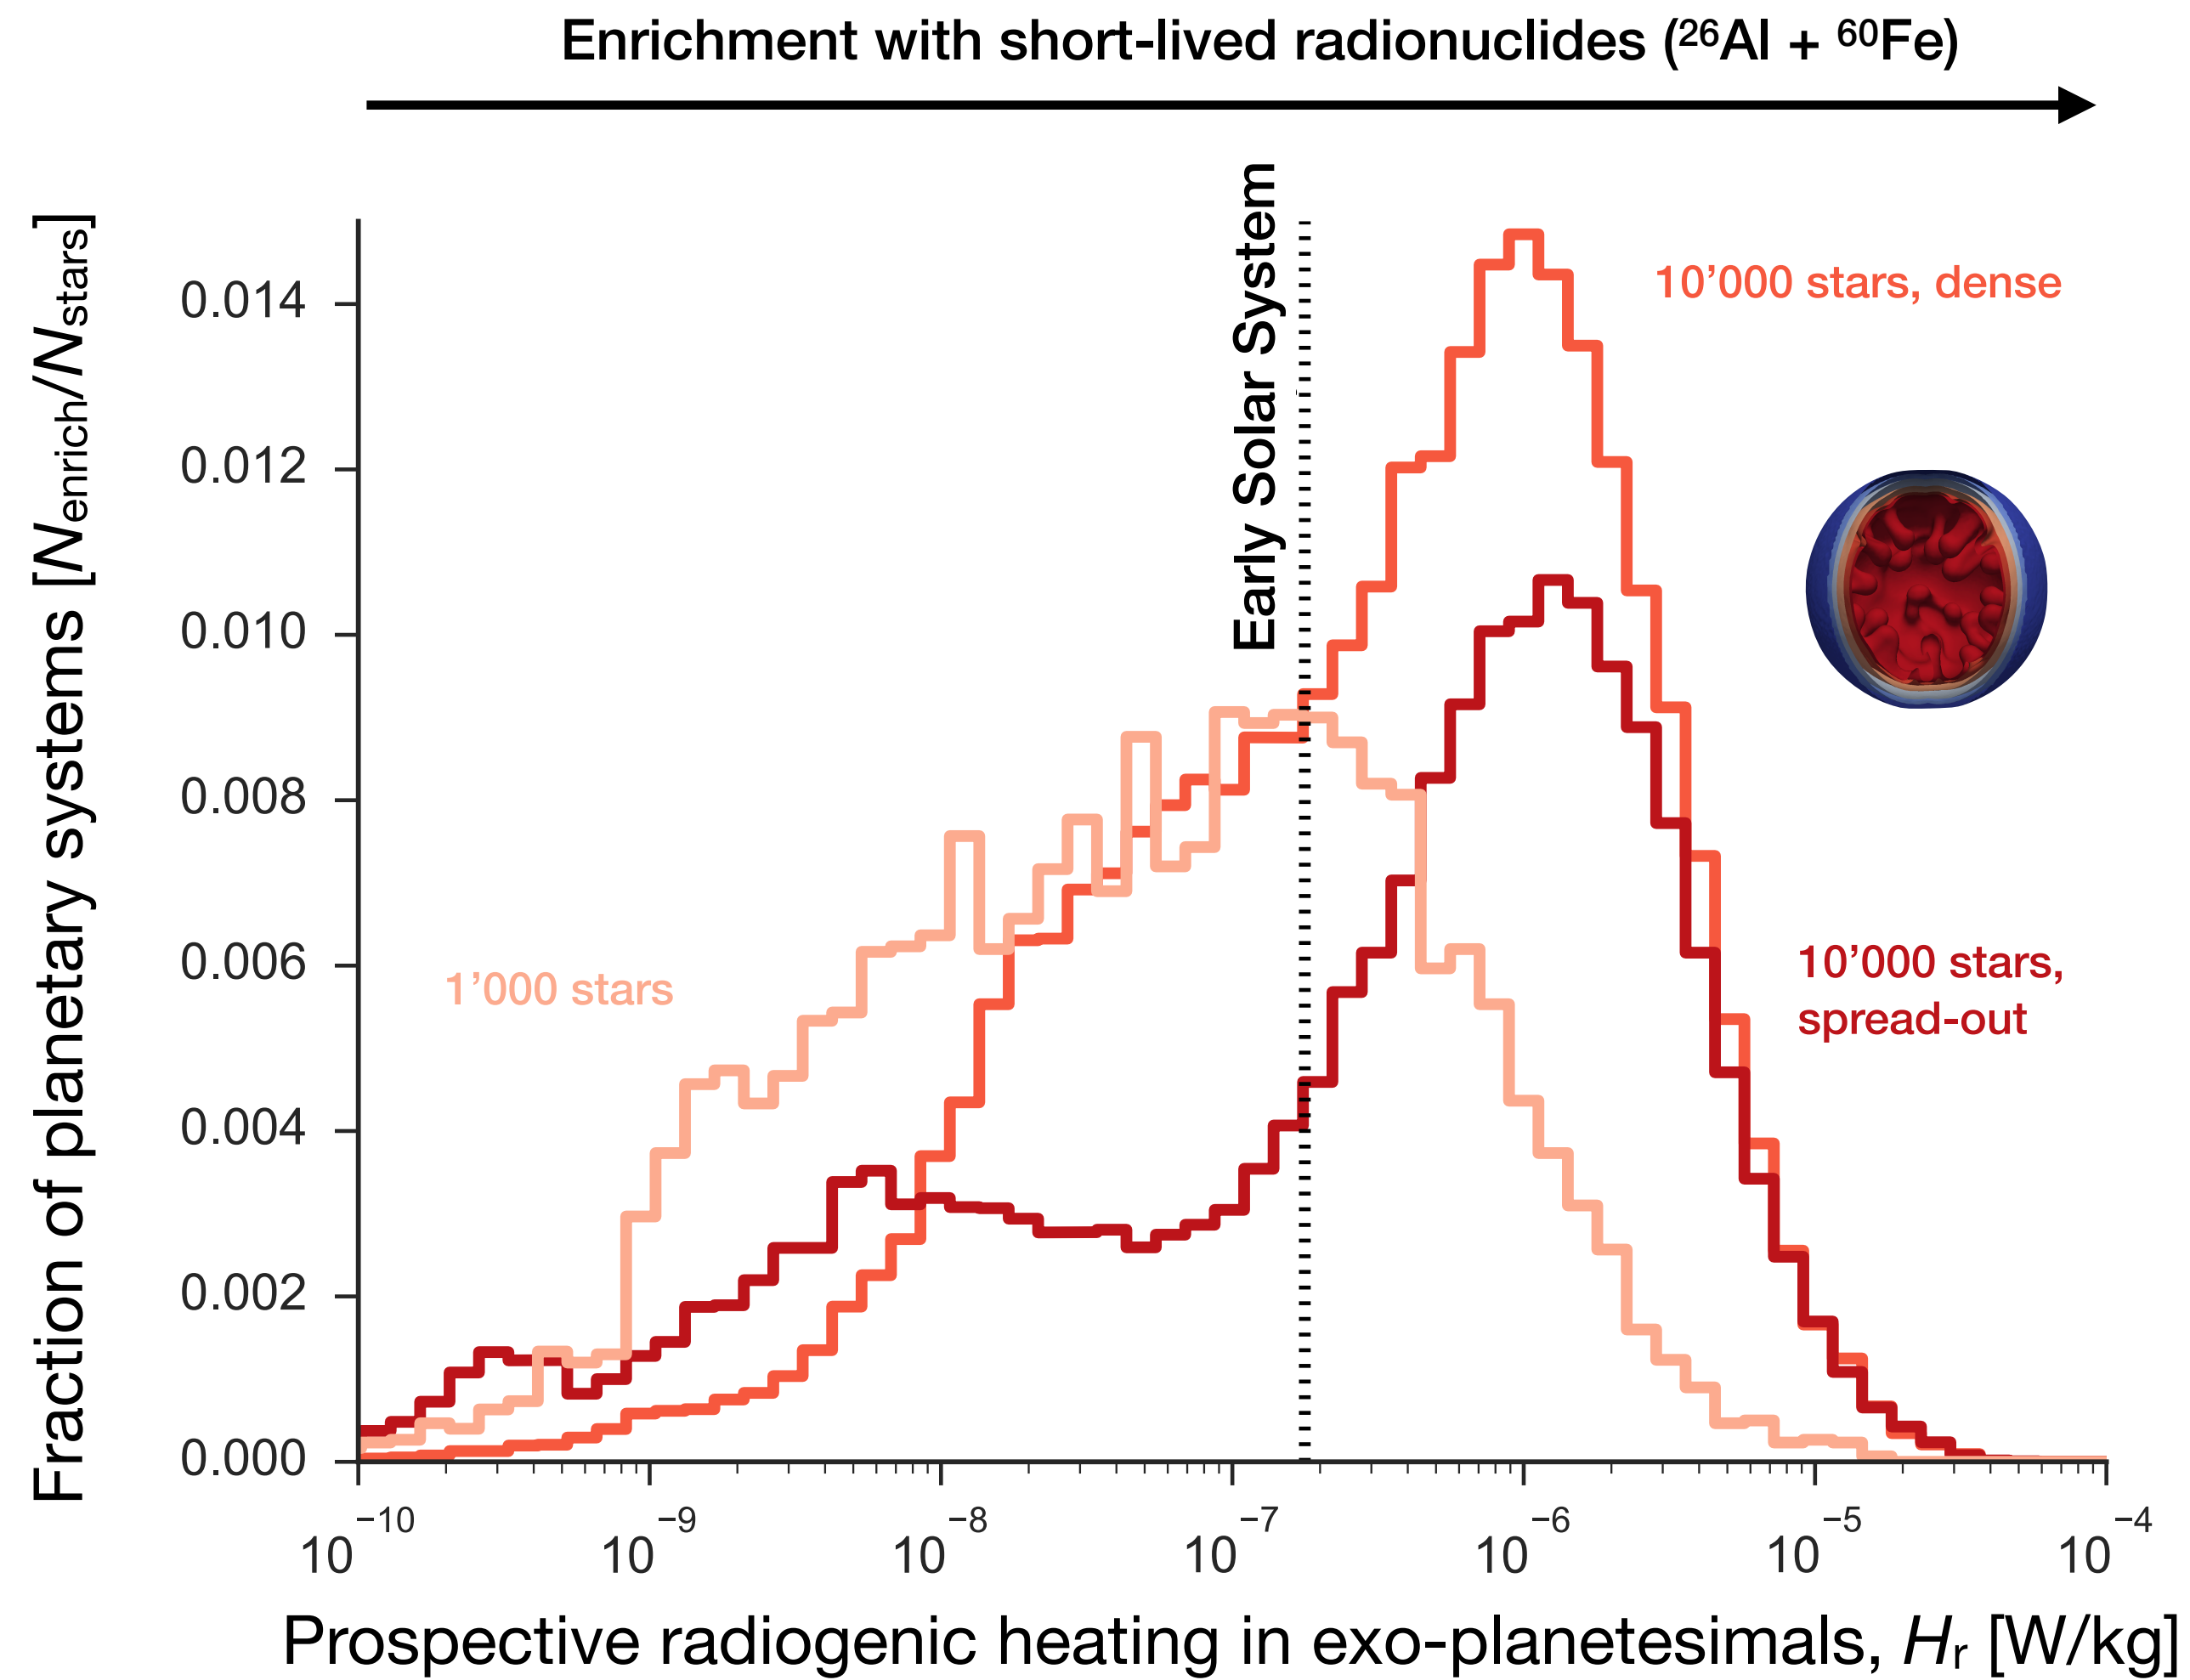 Enrichment with short-lived radionuclides (²⁶Al + ⁶⁰Fe)
Fraction of planetary systems [Nenrich/Nstars]
Early Solar System
10’000 stars, dense
1’000 stars
10’000 stars,
spread-out
0.014
0.012
0.010
0.008
0.006
0.004
0.002
0.000
10⁻¹⁰ 10⁻⁹ 10⁻⁸ 10⁻⁷ 10⁻⁶ 10⁻⁵ 10⁻⁴
Prospective radiogenic heating in exo-planetesimals, Hr [W/kg]